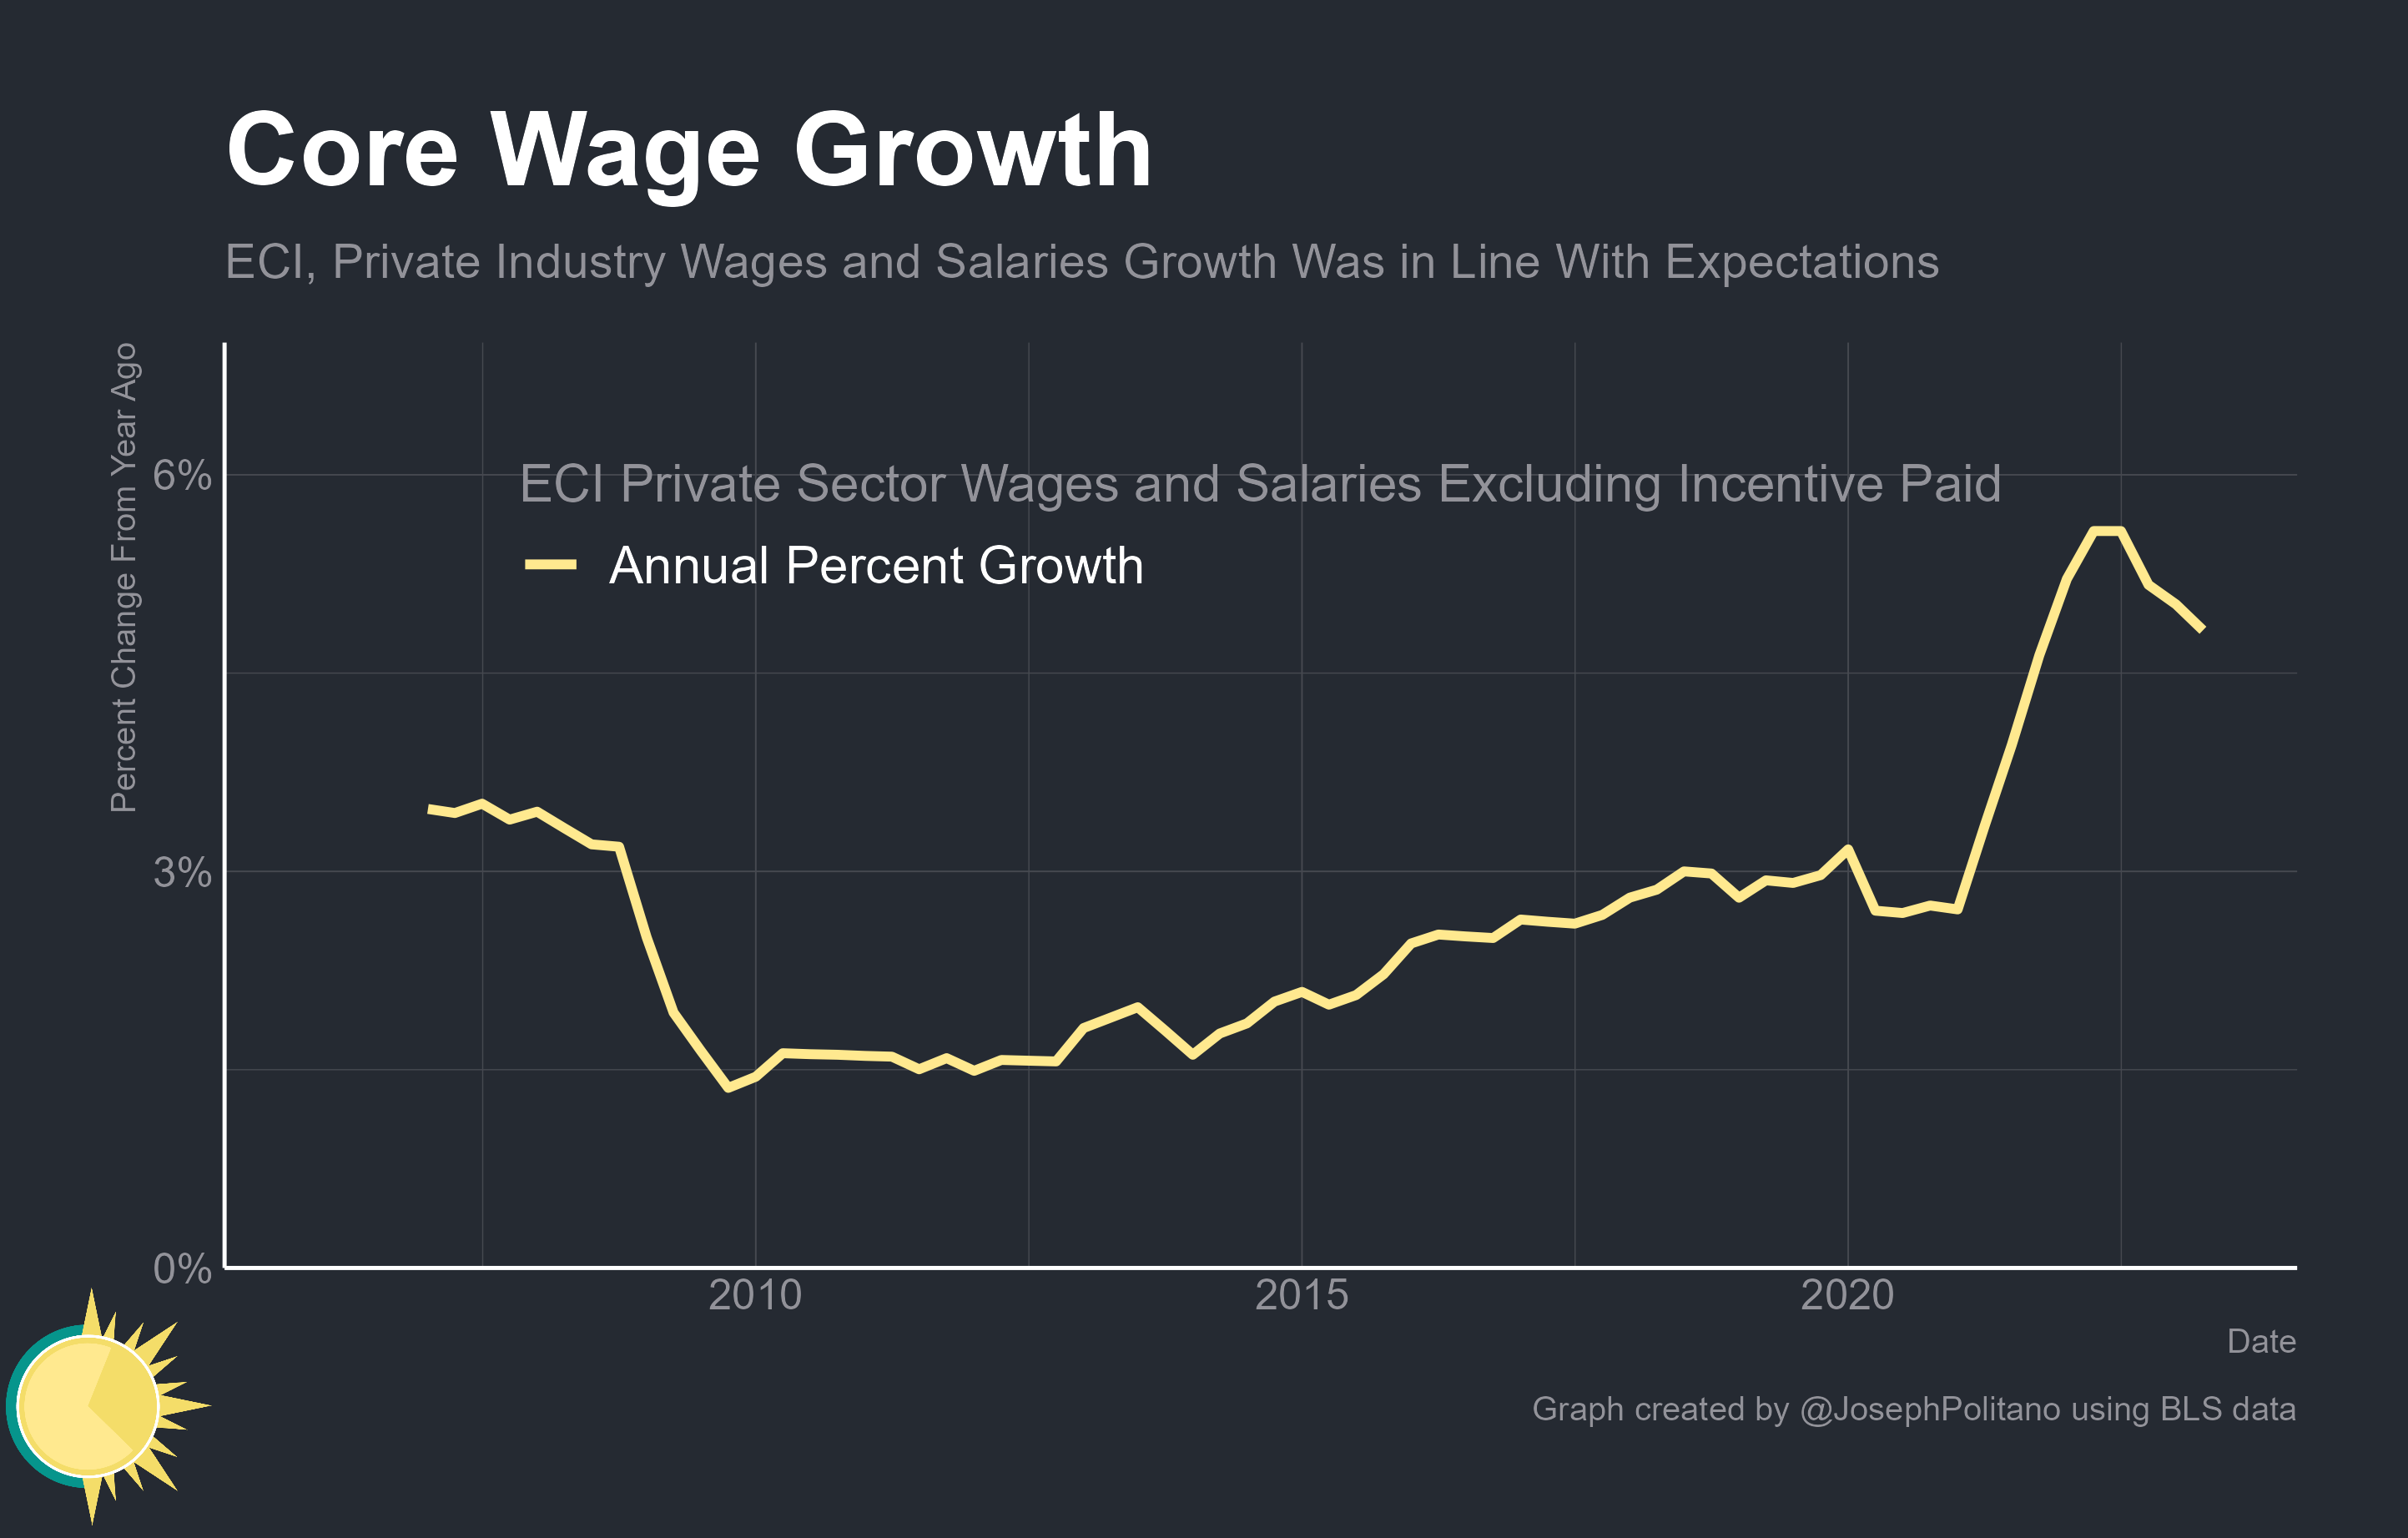 Core Wage Growth
ECI, Private Industry Wages and Salaries Growth Was in Line With Expectations
Percent Change From Year Ago
6%
ECI Private Sector Wages and Salaries Excluding Incentive Paid
Annual Percent Growth
3%
0%
2010 2015 2020
Date
Graph created by @JosephPolitano using BLS data